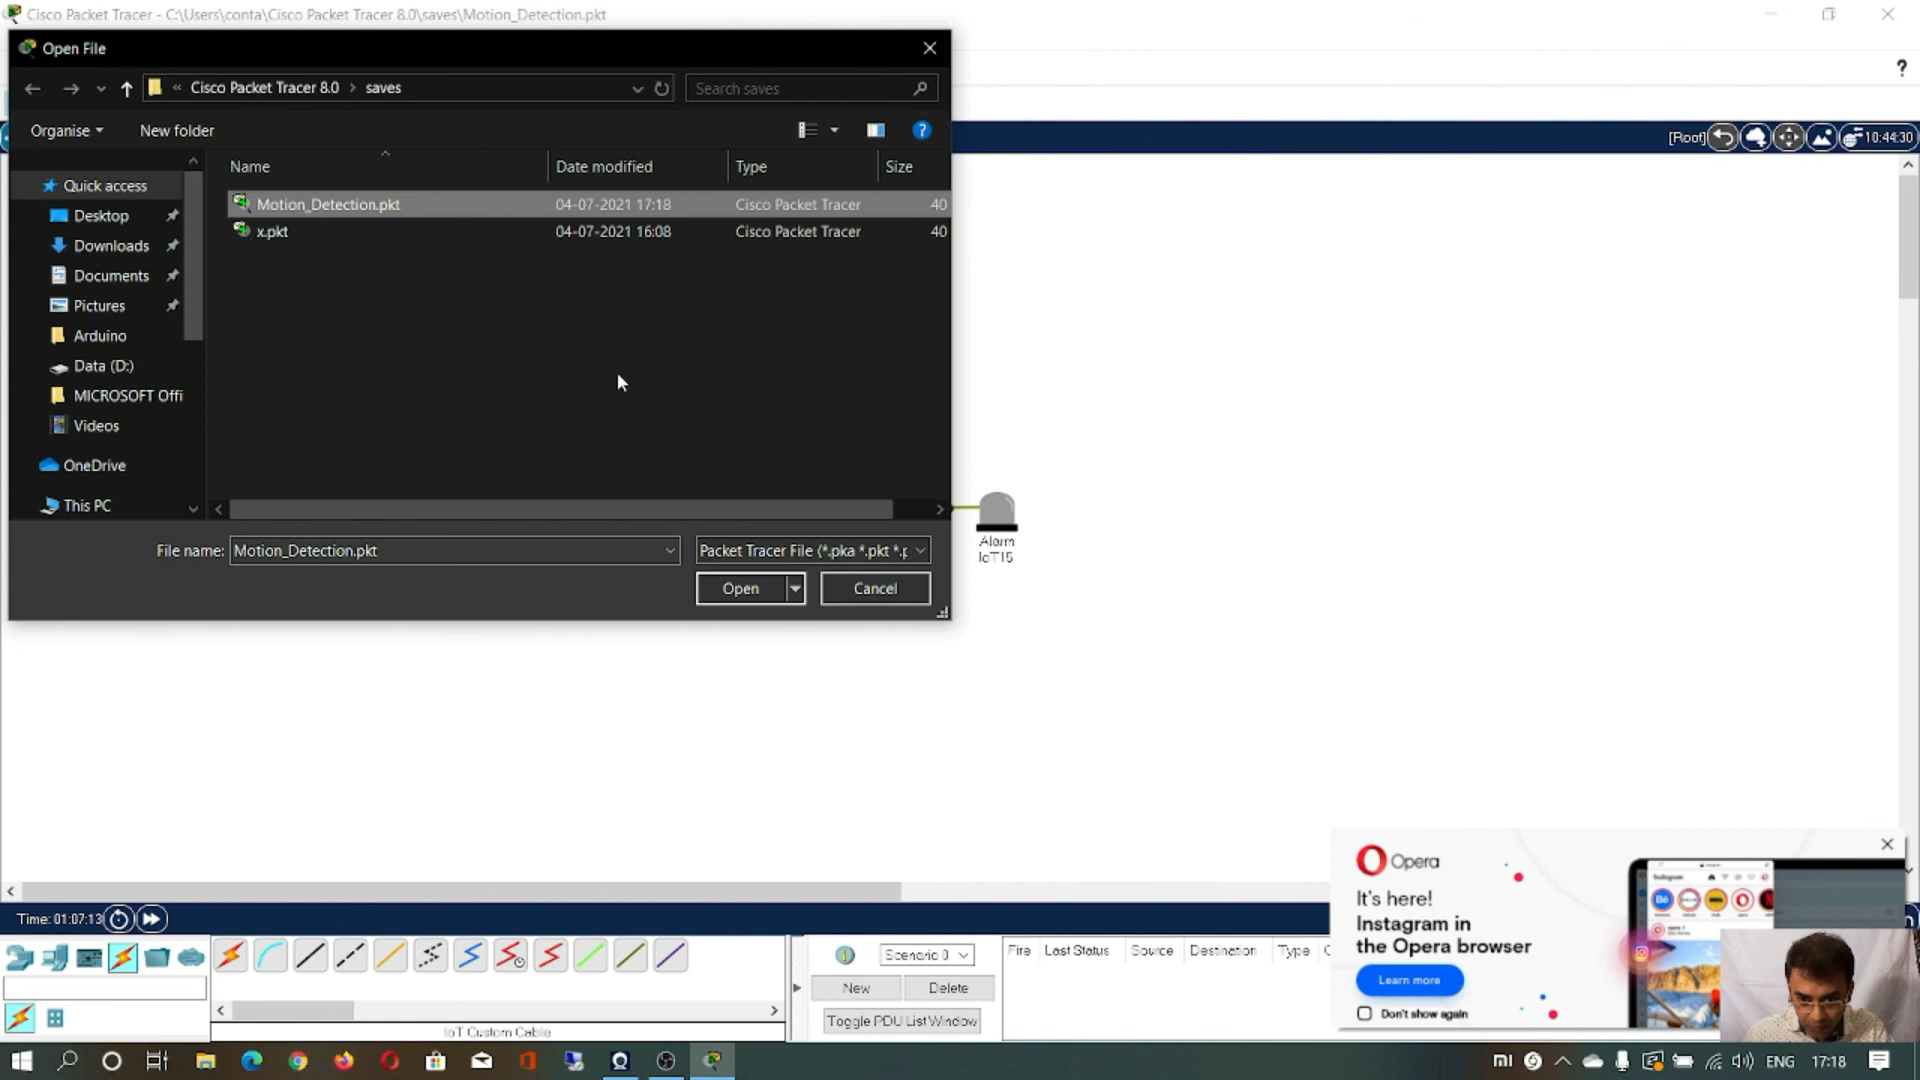 Cisco Packet Tracer - C:\Users\conta\Cisco Packet Tracer 8.0\saves\Motion_Detection.pkt
Open File
« Cisco Packet Tracer 8.0 > saves
Search saves
?
Organise
New folder
?
[Root]
10:44:30
Name
Date modified
Type
Size
Quick access
Desktop
Downloads
Documents
Pictures
Arduino
Data (D:)
MICROSOFT Offi
Videos
OneDrive
This PC
Motion_Detection.pkt 04-07-2021 17:18 Cisco Packet Tracer 40
x.pkt 04-07-2021 16:08 Cisco Packet Tracer 40
Alarm
IoT15
File name: Motion_Detection.pkt
Packet Tracer File (*.pka *.pkt *.p
Open
Cancel
Opera
It's here!
Instagram in
the Opera browser
Learn more
Don't show again
Time: 01:07:13
Scenario 0
New
Delete
Toggle PDU List Window
Fire Last Status Source Destination Type
IoT Custom Cable
ENG
17:18